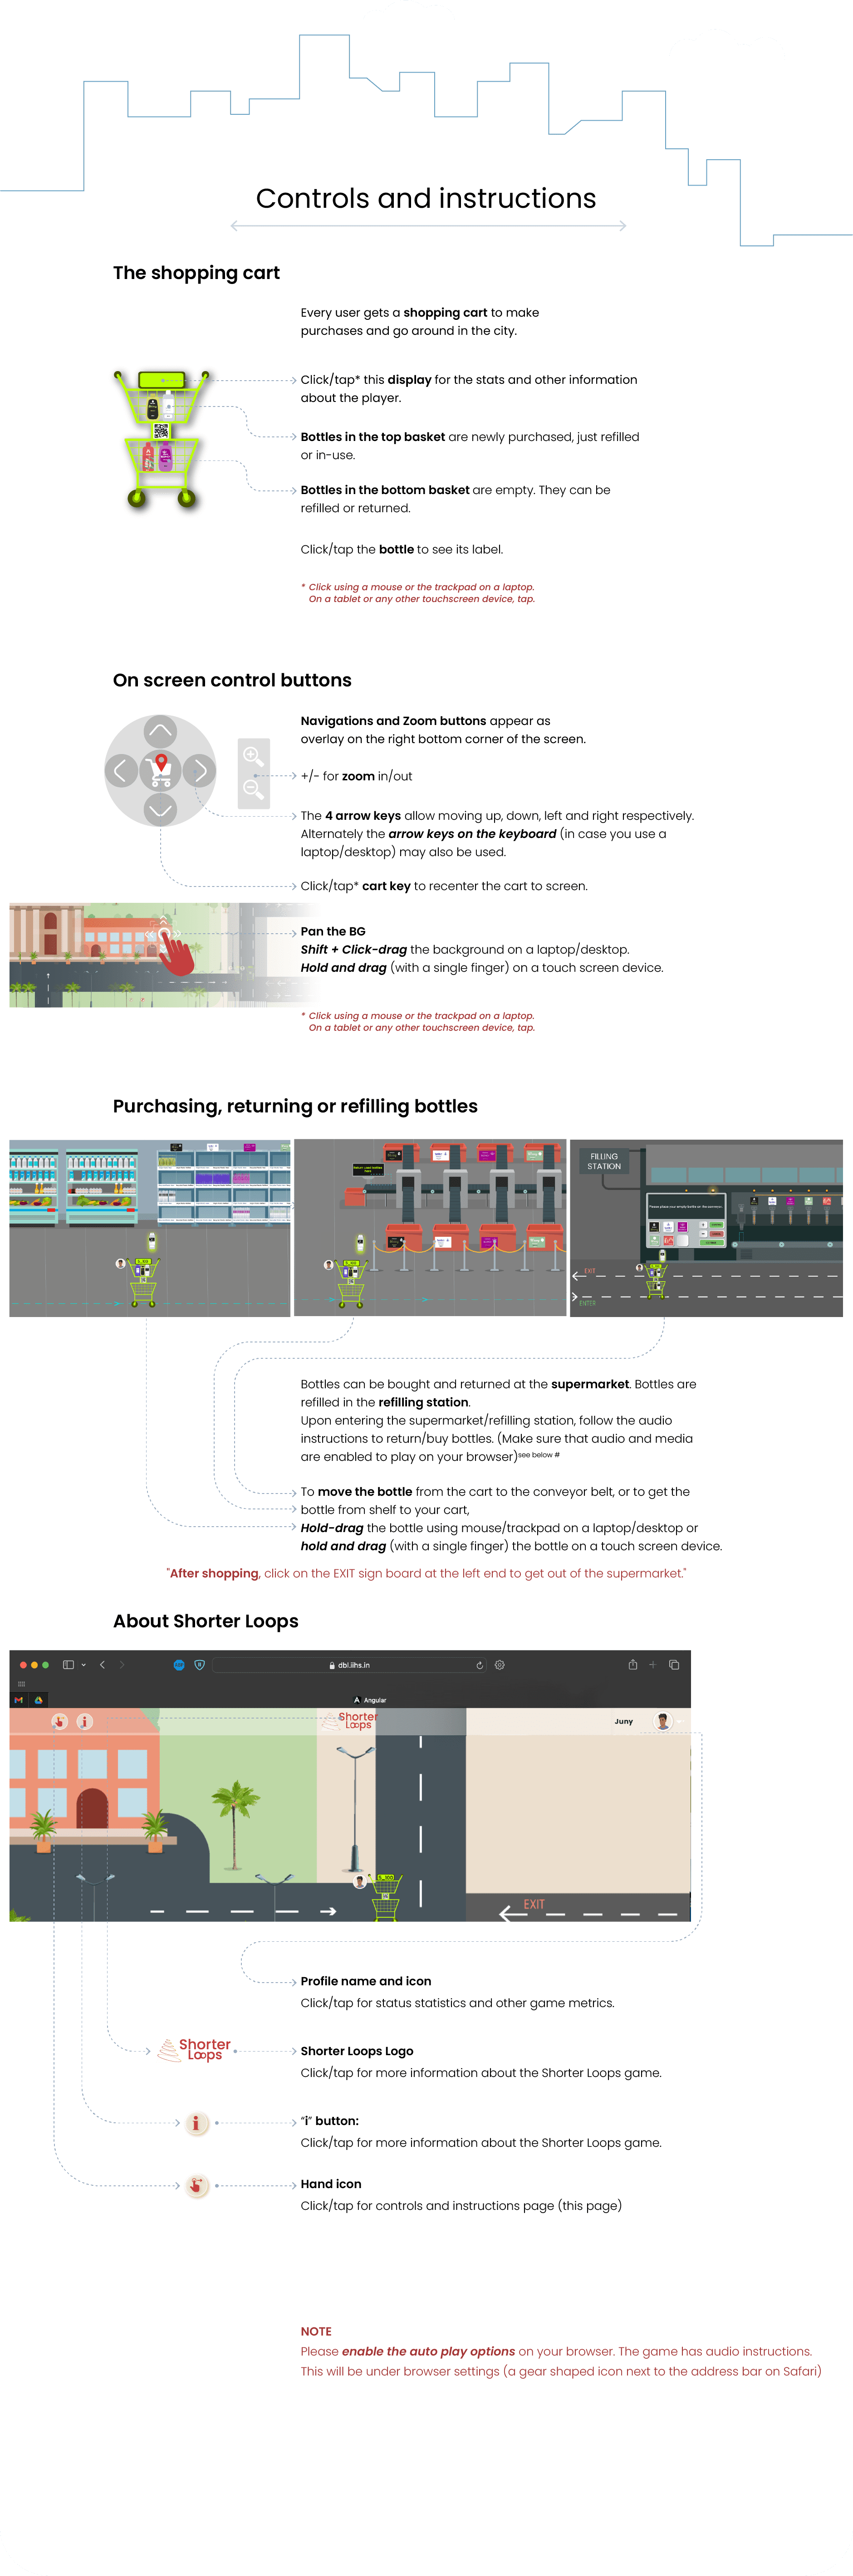 Controls and instructions
The shopping cart
Every user gets a shopping cart to make
purchases and go around in the city.
Click/tap* this display for the stats and other information
about the player.
Bottles in the top basket are newly purchased, just refilled
or in-use.
Bottles in the bottom basket are empty. They can be
refilled or returned.
Click/tap the bottle to see its label.
* Click using a mouse or the trackpad on a laptop.
On a tablet or any other touchscreen device, tap.
On screen control buttons
Navigations and Zoom buttons appear as
overlay on the right bottom corner of the screen.
+/- for zoom in/out
The 4 arrow keys allow moving up, down, left and right respectively.
Alternately the arrow keys on the keyboard (in case you use a
laptop/desktop) may also be used.
Click/tap* cart key to recenter the cart to screen.
Pan the BG
Shift + Click-drag the background on a laptop/desktop.
Hold and drag (with a single finger) on a touch screen device.
* Click using a mouse or the trackpad on a laptop.
On a tablet or any other touchscreen device, tap.
Purchasing, returning or refilling bottles
FILLING
STATION
Please place your empty bottle on the conveyor.
EXIT
ENTER
Bottles can be bought and returned at the supermarket. Bottles are
refilled in the refilling station.
Upon entering the supermarket/refilling station, follow the audio
instructions to return/buy bottles. (Make sure that audio and media
are enabled to play on your browser)see below #
To move the bottle from the cart to the conveyor belt, or to get the
bottle from shelf to your cart,
Hold-drag the bottle using mouse/trackpad on a laptop/desktop or
hold and drag (with a single finger) the bottle on a touch screen device.
"After shopping, click on the EXIT sign board at the left end to get out of the supermarket."
About Shorter Loops
dbl.iihs.in
Angular
Shorter
Loops
Juny
EXIT
Profile name and icon
Click/tap for status statistics and other game metrics.
Shorter
Loops
Shorter Loops Logo
Click/tap for more information about the Shorter Loops game.
“i” button:
Click/tap for more information about the Shorter Loops game.
Hand icon
Click/tap for controls and instructions page (this page)
NOTE
Please enable the auto play options on your browser. The game has audio instructions.
This will be under browser settings (a gear shaped icon next to the address bar on Safari)